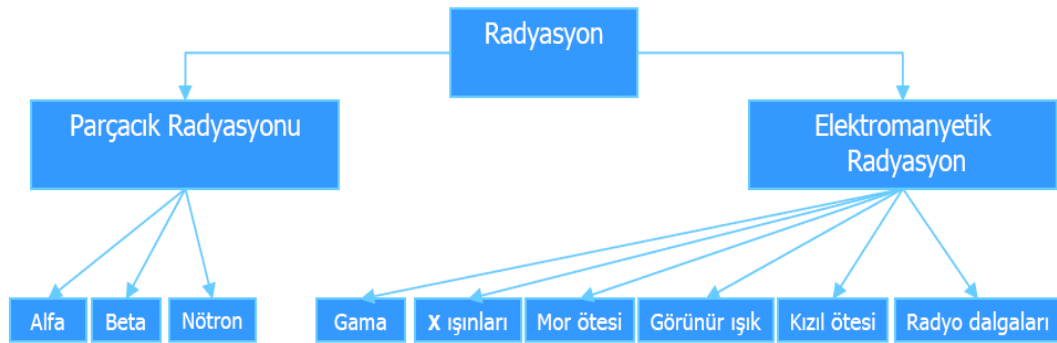 Radyasyon
Parçacık Radyasyonu
Elektromanyetik
Radyasyon
Alfa
Beta
Nötron
Gama
X ışınları
Mor ötesi
Görünür ışık
Kızıl ötesi
Radyo dalgaları